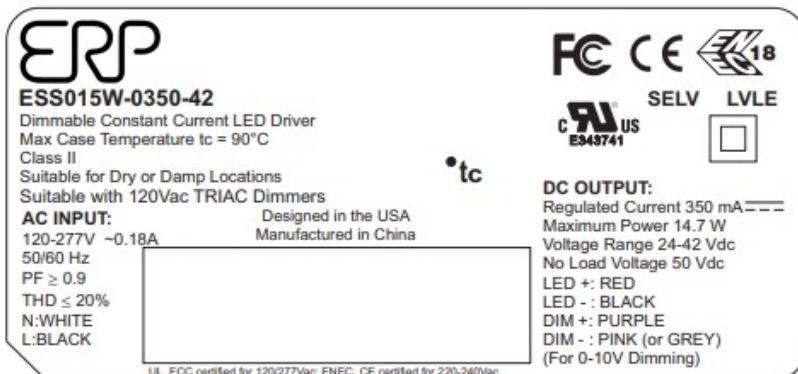 ERP
ESS015W-0350-42
Dimmable Constant Current LED Driver
Max Case Temperature tc = 90°C
Class II
Suitable for Dry or Damp Locations
Suitable with 120Vac TRIAC Dimmers
AC INPUT:
120-277V ~0.18A
50/60 Hz
PF ≥ 0.9
THD ≤ 20%
N:WHITE
L:BLACK
Designed in the USA
Manufactured in China
•tc
UL, FCC certified for 120/277Vac; ENEC, CE certified for 220-240Vac
FC CE ENEC 18
SELV LVLE
C RU US
E343741
DC OUTPUT:
Regulated Current 350 mA
Maximum Power 14.7 W
Voltage Range 24-42 Vdc
No Load Voltage 50 Vdc
LED +: RED
LED - : BLACK
DIM +: PURPLE
DIM - : PINK (or GREY)
(For 0-10V Dimming)